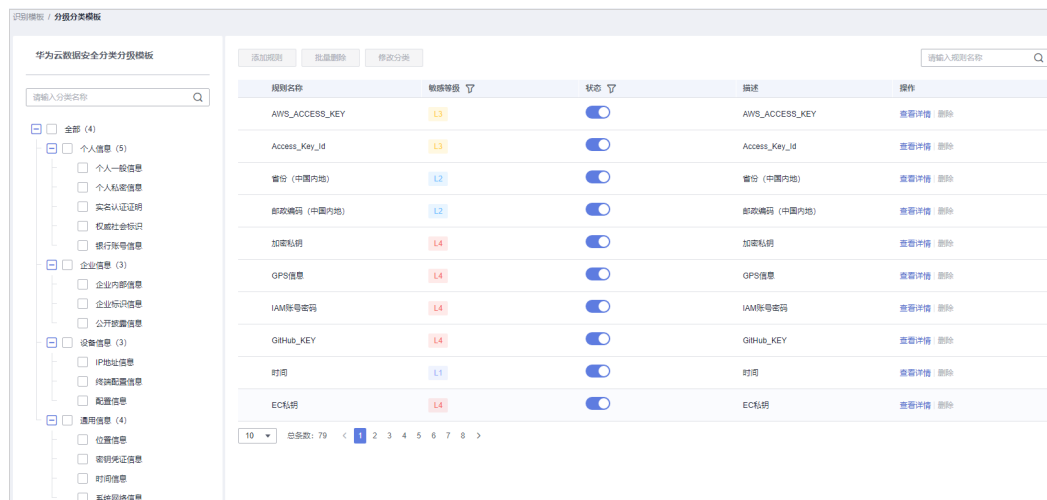 识别模板 / 分级分类模板
华为云数据安全分类分级模板
请输入分类名称
全部 (4)
个人信息 (5)
个人一般信息
个人私密信息
实名认证证明
权威社会标识
银行账号信息
企业信息 (3)
企业内部信息
企业标识信息
公开披露信息
设备信息 (3)
IP地址信息
终端配置信息
配置信息
通用信息 (4)
位置信息
密钥凭证信息
时间信息
系统网络信息
添加规则 批量删除 修改分类 请输入规则名称
规则名称 敏感等级 状态 描述 操作
AWS_ACCESS_KEY L3 AWS_ACCESS_KEY 查看详情 删除
Access_Key_Id L3 Access_Key_Id 查看详情 删除
省份（中国内地） L2 省份（中国内地） 查看详情 删除
邮政编码（中国内地） L2 邮政编码（中国内地） 查看详情 删除
加密私钥 L4 加密私钥 查看详情 删除
GPS信息 L4 GPS信息 查看详情 删除
IAM账号密码 L4 IAM账号密码 查看详情 删除
GitHub_KEY L4 GitHub_KEY 查看详情 删除
时间 L1 时间 查看详情 删除
EC私钥 L4 EC私钥 查看详情 删除
10 总条数: 79 < 1 2 3 4 5 6 7 8 >